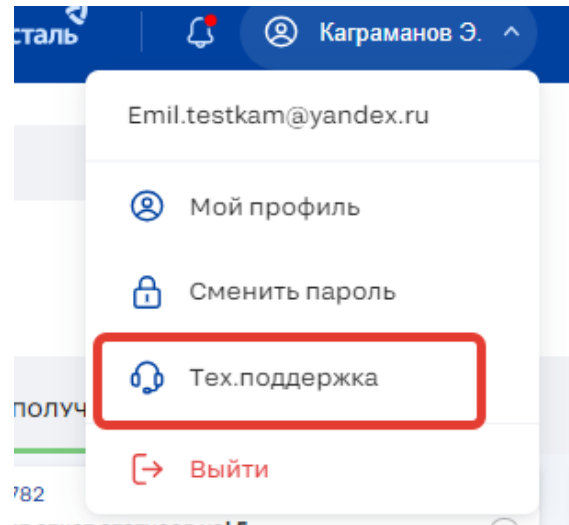 сталь
Каграманов Э.
Emil.testkam@yandex.ru
Мой профиль
Сменить пароль
Тех.поддержка
получ
Выйти
782